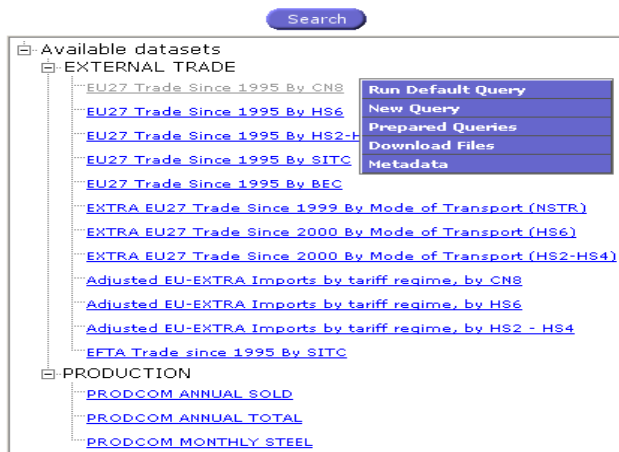 Search
Available datasets
EXTERNAL TRADE
EU27 Trade Since 1995 By CN8
Run Default Query
EU27 Trade Since 1995 By HS6
New Query
Prepared Queries
EU27 Trade Since 1995 By HS2-H
Download Files
EU27 Trade Since 1995 By SITC
Metadata
EU27 Trade Since 1995 By BEC
EXTRA EU27 Trade Since 1999 By Mode of Transport (NSTR)
EXTRA EU27 Trade Since 2000 By Mode of Transport (HS6)
EXTRA EU27 Trade Since 2000 By Mode of Transport (HS2-HS4)
Adjusted EU-EXTRA Imports by tariff regime, by CN8
Adjusted EU-EXTRA Imports by tariff regime, by HS6
Adjusted EU-EXTRA Imports by tariff regime, by HS2 - HS4
EFTA Trade since 1995 By SITC
PRODUCTION
PRODCOM ANNUAL SOLD
PRODCOM ANNUAL TOTAL
PRODCOM MONTHLY STEEL